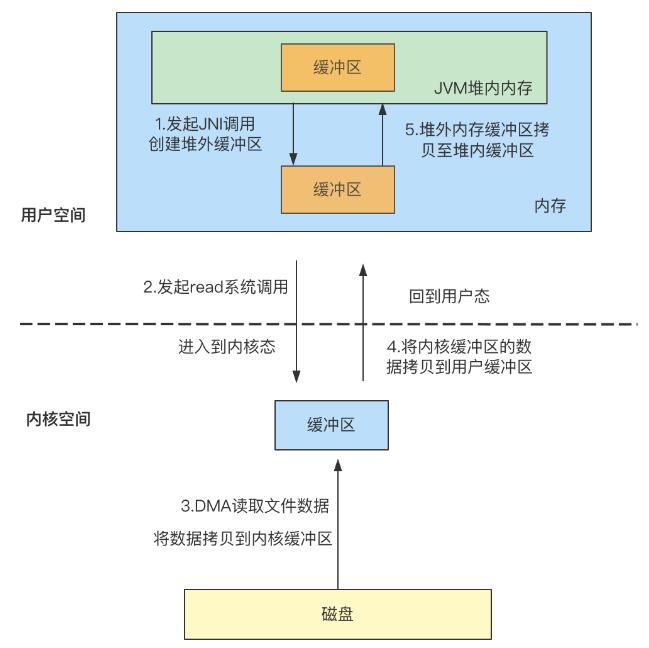 缓冲区
JVM堆内内存
1.发起JNI调用
创建堆外缓冲区
5.堆外内存缓冲区拷
贝至堆内缓冲区
缓冲区
内存
用户空间
2.发起read系统调用
回到用户态
进入到内核态
4.将内核缓冲区的数
据拷贝到用户缓冲区
内核空间
缓冲区
3.DMA读取文件数据
将数据拷贝到内核缓冲区
磁盘